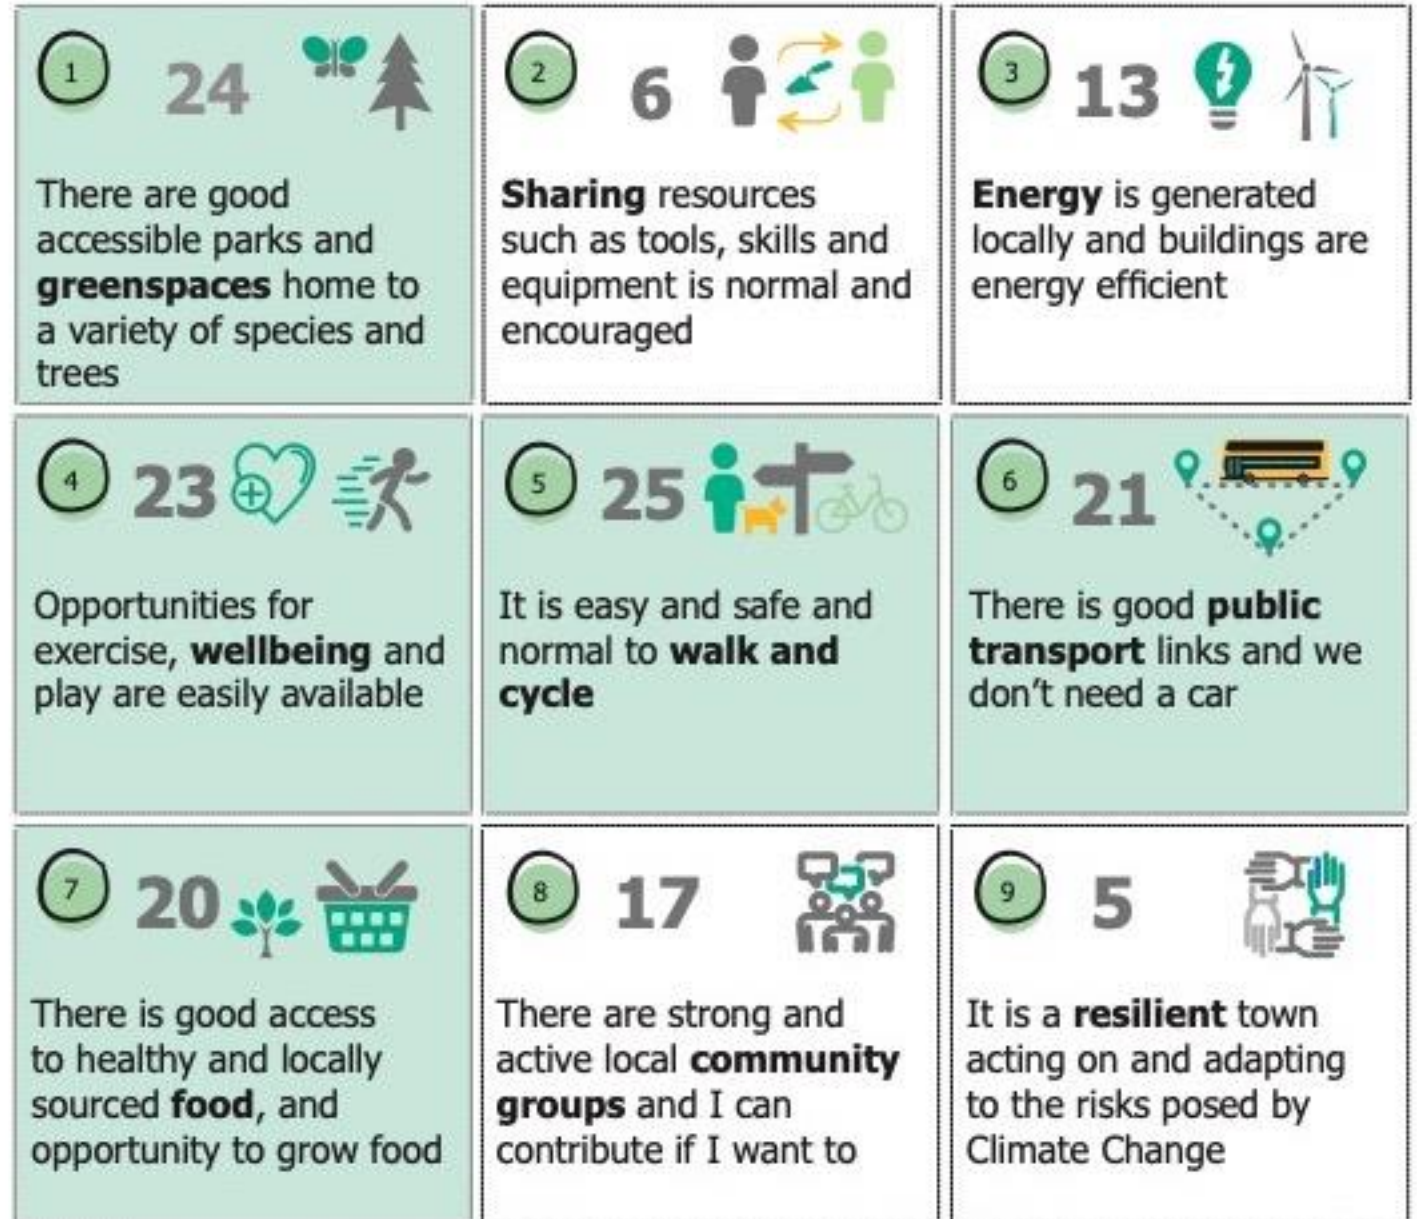 1
24
There are good
accessible parks and
greenspaces home to
a variety of species and
trees
2
6
Sharing resources
such as tools, skills and
equipment is normal and
encouraged
3
13
Energy is generated
locally and buildings are
energy efficient
4
23
Opportunities for
exercise, wellbeing and
play are easily available
5
25
It is easy and safe and
normal to walk and
cycle
6
21
There is good public
transport links and we
don't need a car
7
20
There is good access
to healthy and locally
sourced food, and
opportunity to grow food
8
17
There are strong and
active local community
groups and I can
contribute if I want to
9
5
It is a resilient town
acting on and adapting
to the risks posed by
Climate Change